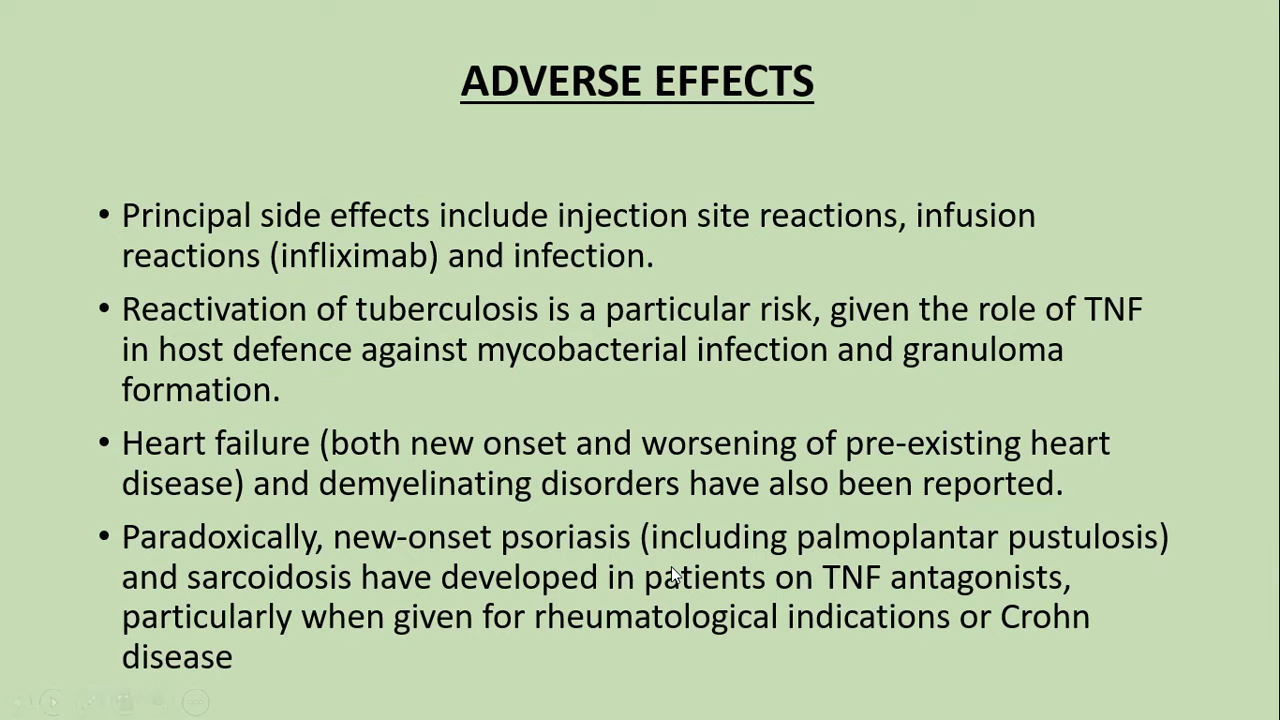 ADVERSE EFFECTS
• Principal side effects include injection site reactions, infusion
reactions (infliximab) and infection.
• Reactivation of tuberculosis is a particular risk, given the role of TNF
in host defence against mycobacterial infection and granuloma
formation.
• Heart failure (both new onset and worsening of pre-existing heart
disease) and demyelinating disorders have also been reported.
• Paradoxically, new-onset psoriasis (including palmoplantar pustulosis)
and sarcoidosis have developed in patients on TNF antagonists,
particularly when given for rheumatological indications or Crohn
disease